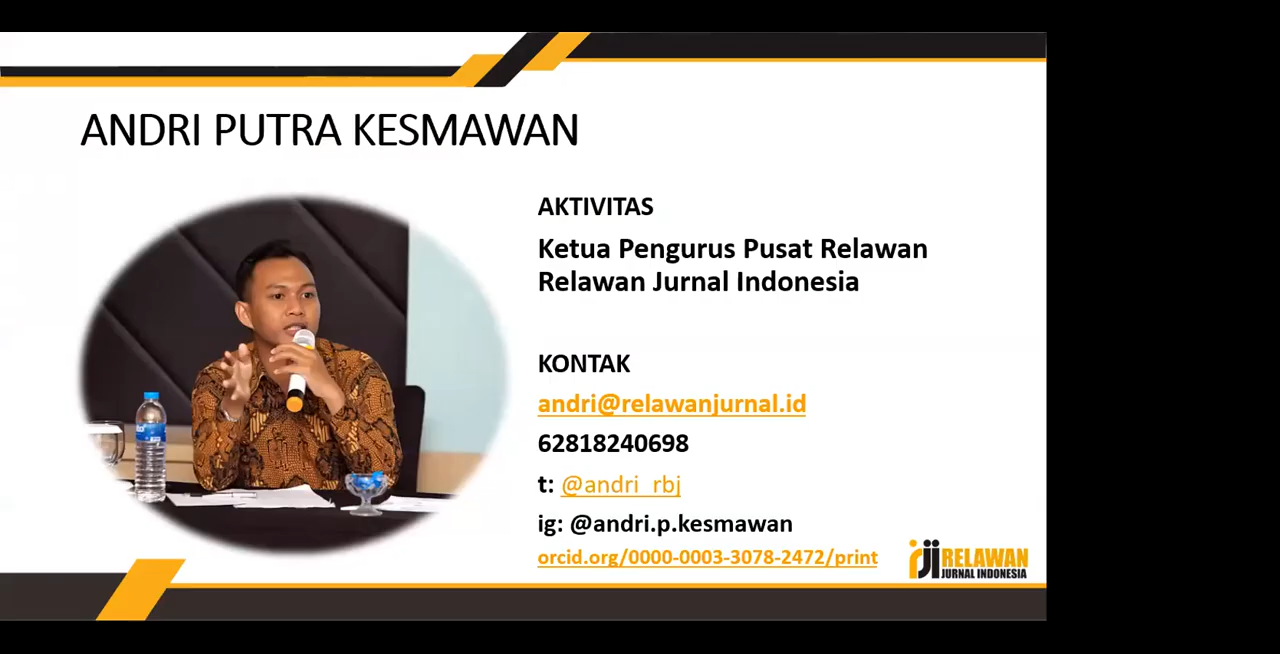 ANDRI PUTRA KESMAWAN
AKTIVITAS
Ketua Pengurus Pusat Relawan
Relawan Jurnal Indonesia
KONTAK
andri@relawanjurnal.id
62818240698
t: @andri_rbj
ig: @andri.p.kesmawan
orcid.org/0000-0003-3078-2472/print
rji RELAWAN
JURNAL INDONESIA